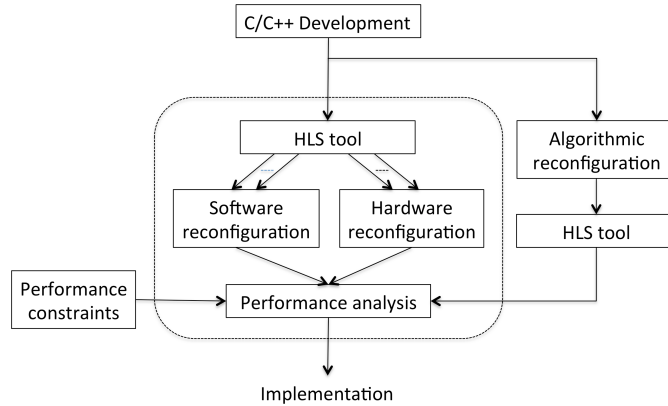 C/C++ Development
HLS tool
Algorithmic
reconfiguration
Software
reconfiguration
Hardware
reconfiguration
HLS tool
Performance
constraints
Performance analysis
Implementation